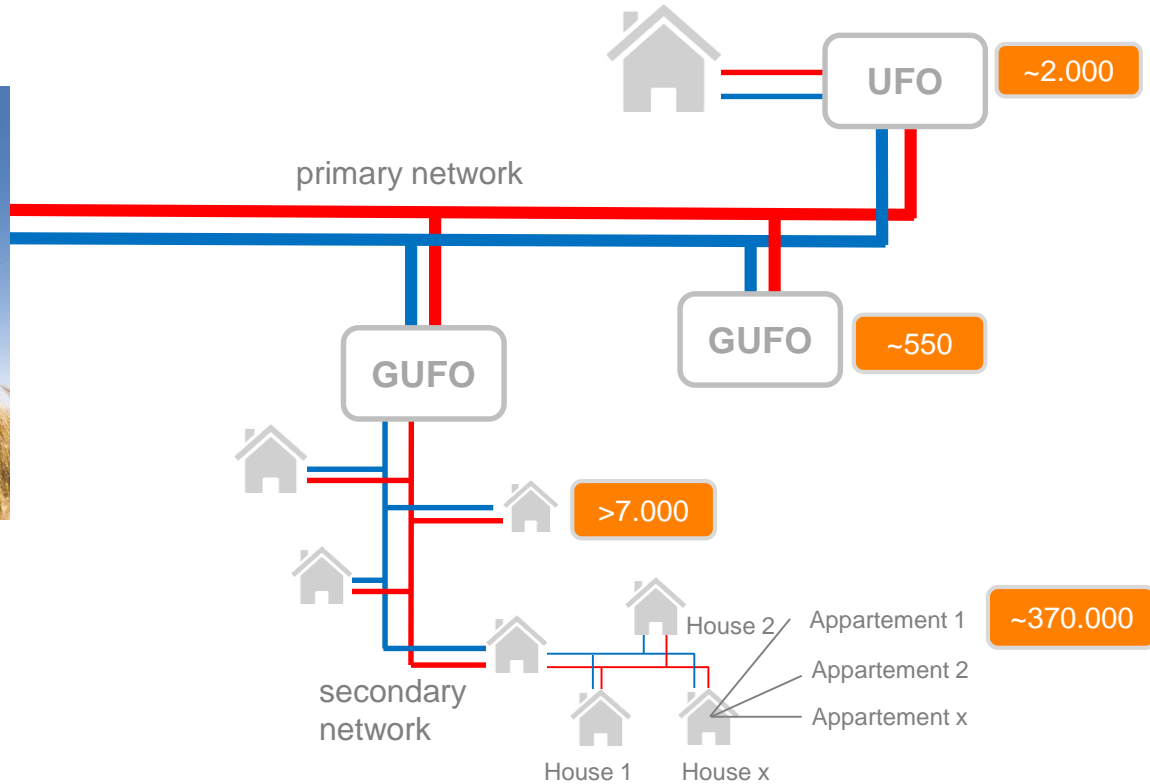 UFO
~2.000
primary network
GUFO
~550
GUFO
>7.000
House 2
Appartement 1
~370.000
Appartement 2
secondary
network
Appartement x
House 1
House x